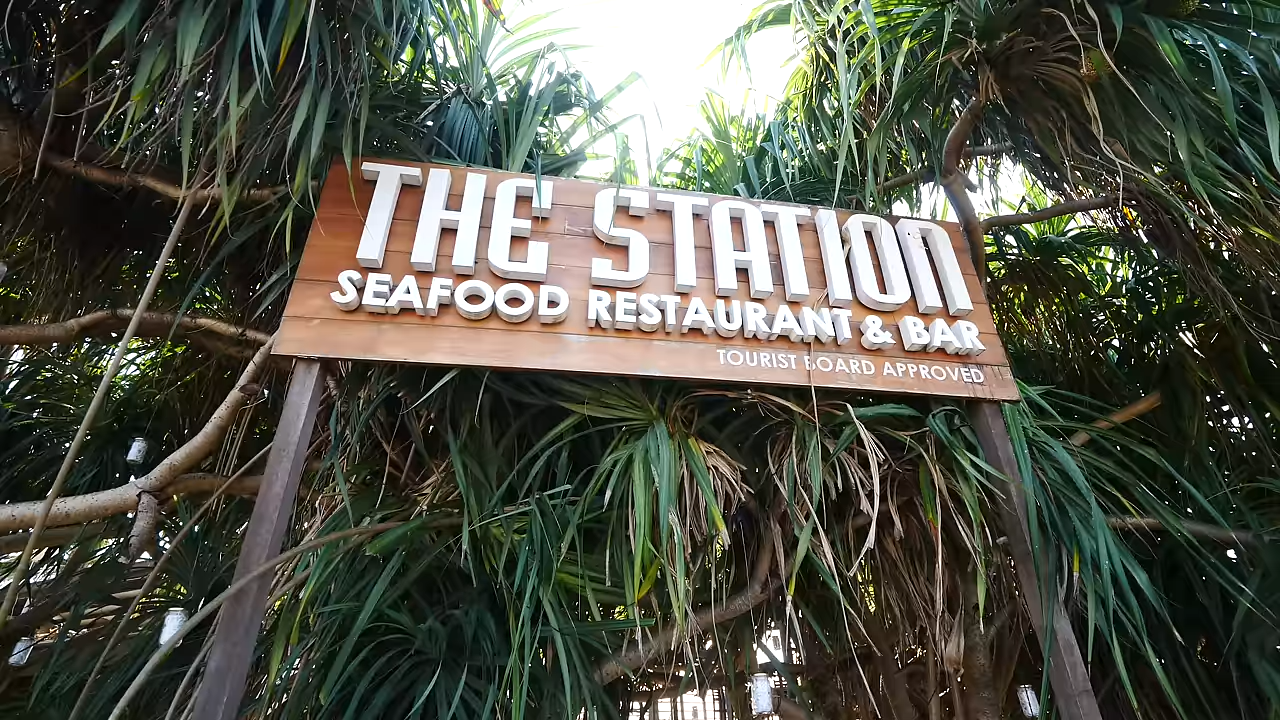 THE STATION
SEAFOOD RESTAURANT & BAR
TOURIST BOARD APPROVED